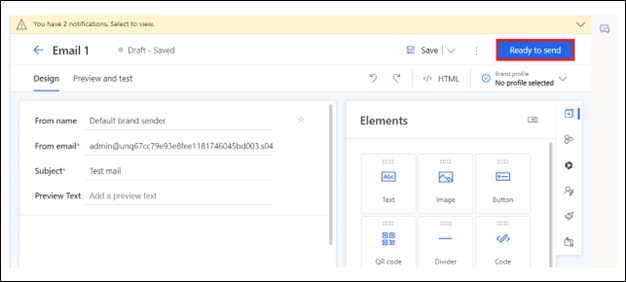 You have 2 notifications. Select to view.
Email 1
Draft - Saved
Save
Ready to send
Design
Preview and test
</> HTML
Brand profile
No profile selected
From name Default brand sender
From email* admin@unq67cc79e93e8fee1181746045bd003.s04
Subject* Test mail
Preview Text Add a preview text
Elements
Abc
Text Image Button
QR code Divider Code